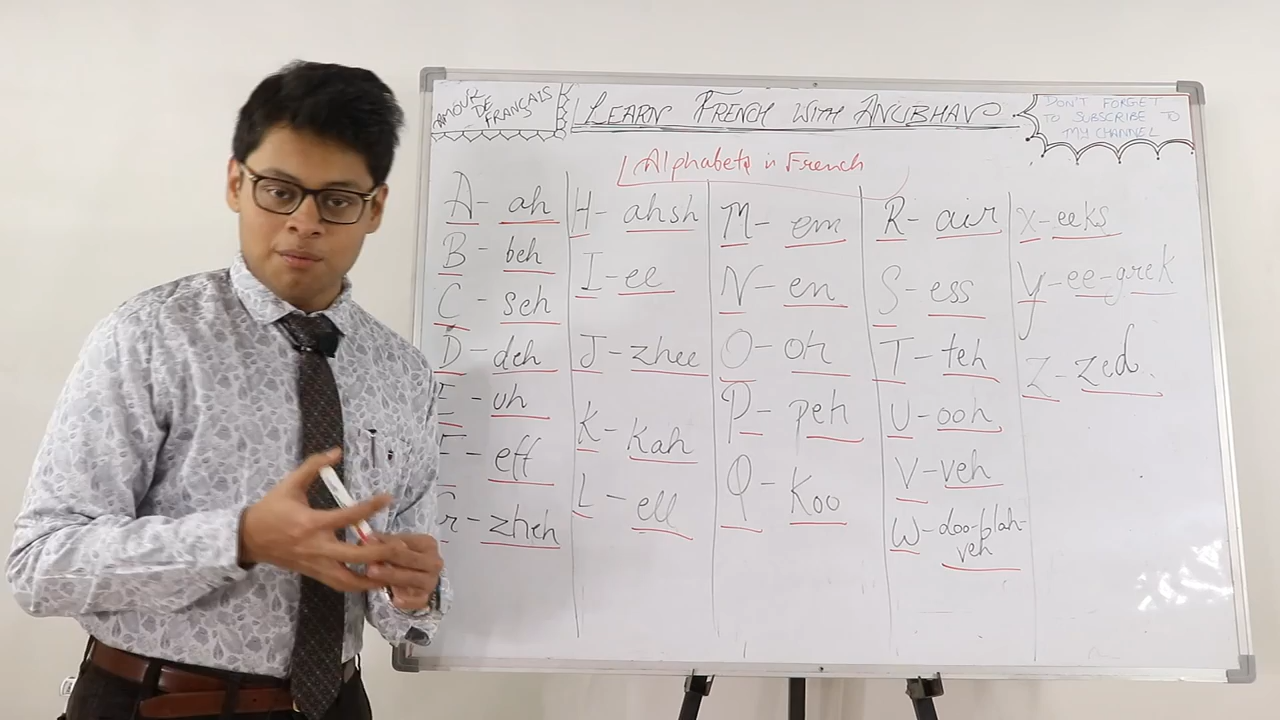 AMOUR
DE
FRANÇAIS
LEARN FRENCH WITH ANUBHAV
DON'T FORGET
TO SUBSCRIBE TO
MY CHANNEL
Alphabets in French
A- ah
B- beh
C- seh
D- deh
E- uh
F- eff
G- zheh
H- ahsh
I- ee
J- zhee
K- Kah
L- ell
M- em
N- en
O- oh
P- peh
Q- Koo
R- air
S- ess
T- teh
U- ooh
V- veh
W- doo-blah-
veh
X- eeks
Y- ee-grek
Z- zed.